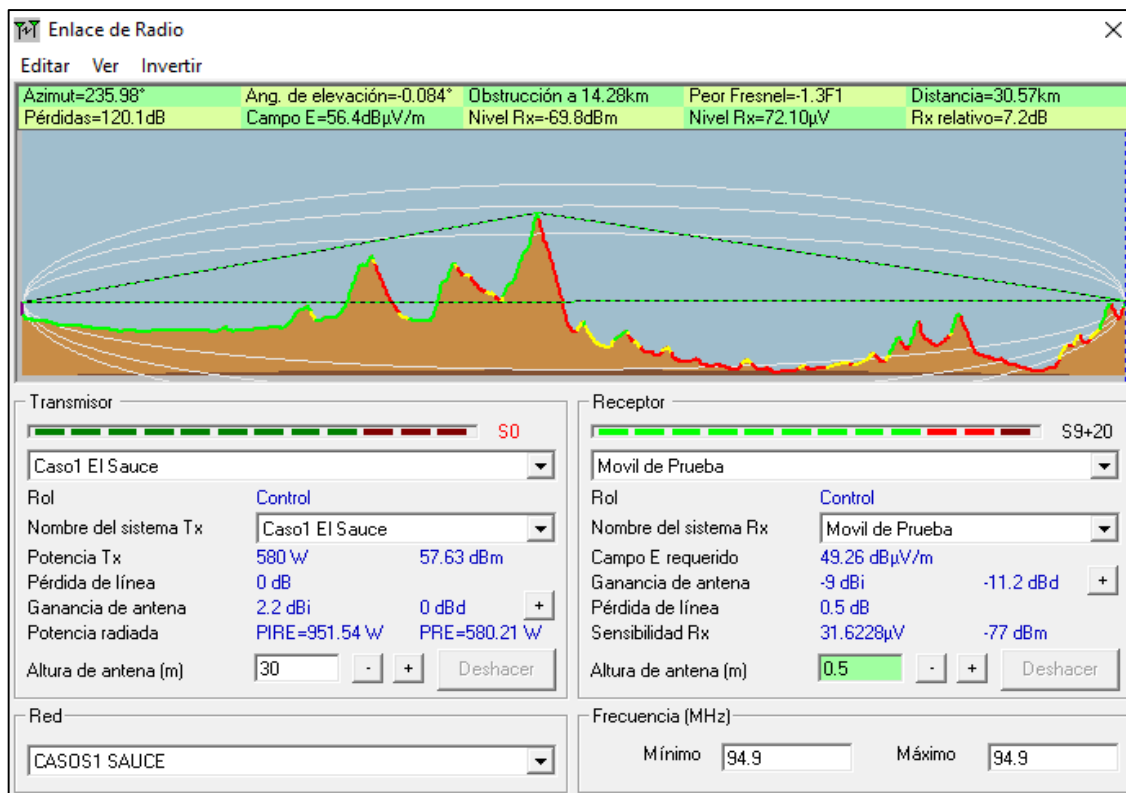 Enlace de Radio
Editar Ver Invertir
Azimut=235.98° Ang. de elevación=-0.084° Obstrucción a 14.28km Peor Fresnel=-1.3F1 Distancia=30.57km
Pérdidas=120.1dB Campo E=56.4dBµV/m Nivel Rx=-69.8dBm Nivel Rx=72.10µV Rx relativo=7.2dB
Transmisor
S0
Caso1 El Sauce
Rol Control
Nombre del sistema Tx Caso1 El Sauce
Potencia Tx 580 W 57.63 dBm
Pérdida de línea 0 dB
Ganancia de antena 2.2 dBi 0 dBd +
Potencia radiada PIRE=951.54 W PRE=580.21 W
Altura de antena (m) 30 - + Deshacer
Red
CASOS1 SAUCE
Receptor
S9+20
Movil de Prueba
Rol Control
Nombre del sistema Rx Movil de Prueba
Campo E requerido 49.26 dBµV/m
Ganancia de antena -9 dBi -11.2 dBd +
Pérdida de línea 0.5 dB
Sensibilidad Rx 31.6228µV -77 dBm
Altura de antena (m) 0.5 - + Deshacer
Frecuencia (MHz)
Mínimo 94.9 Máximo 94.9